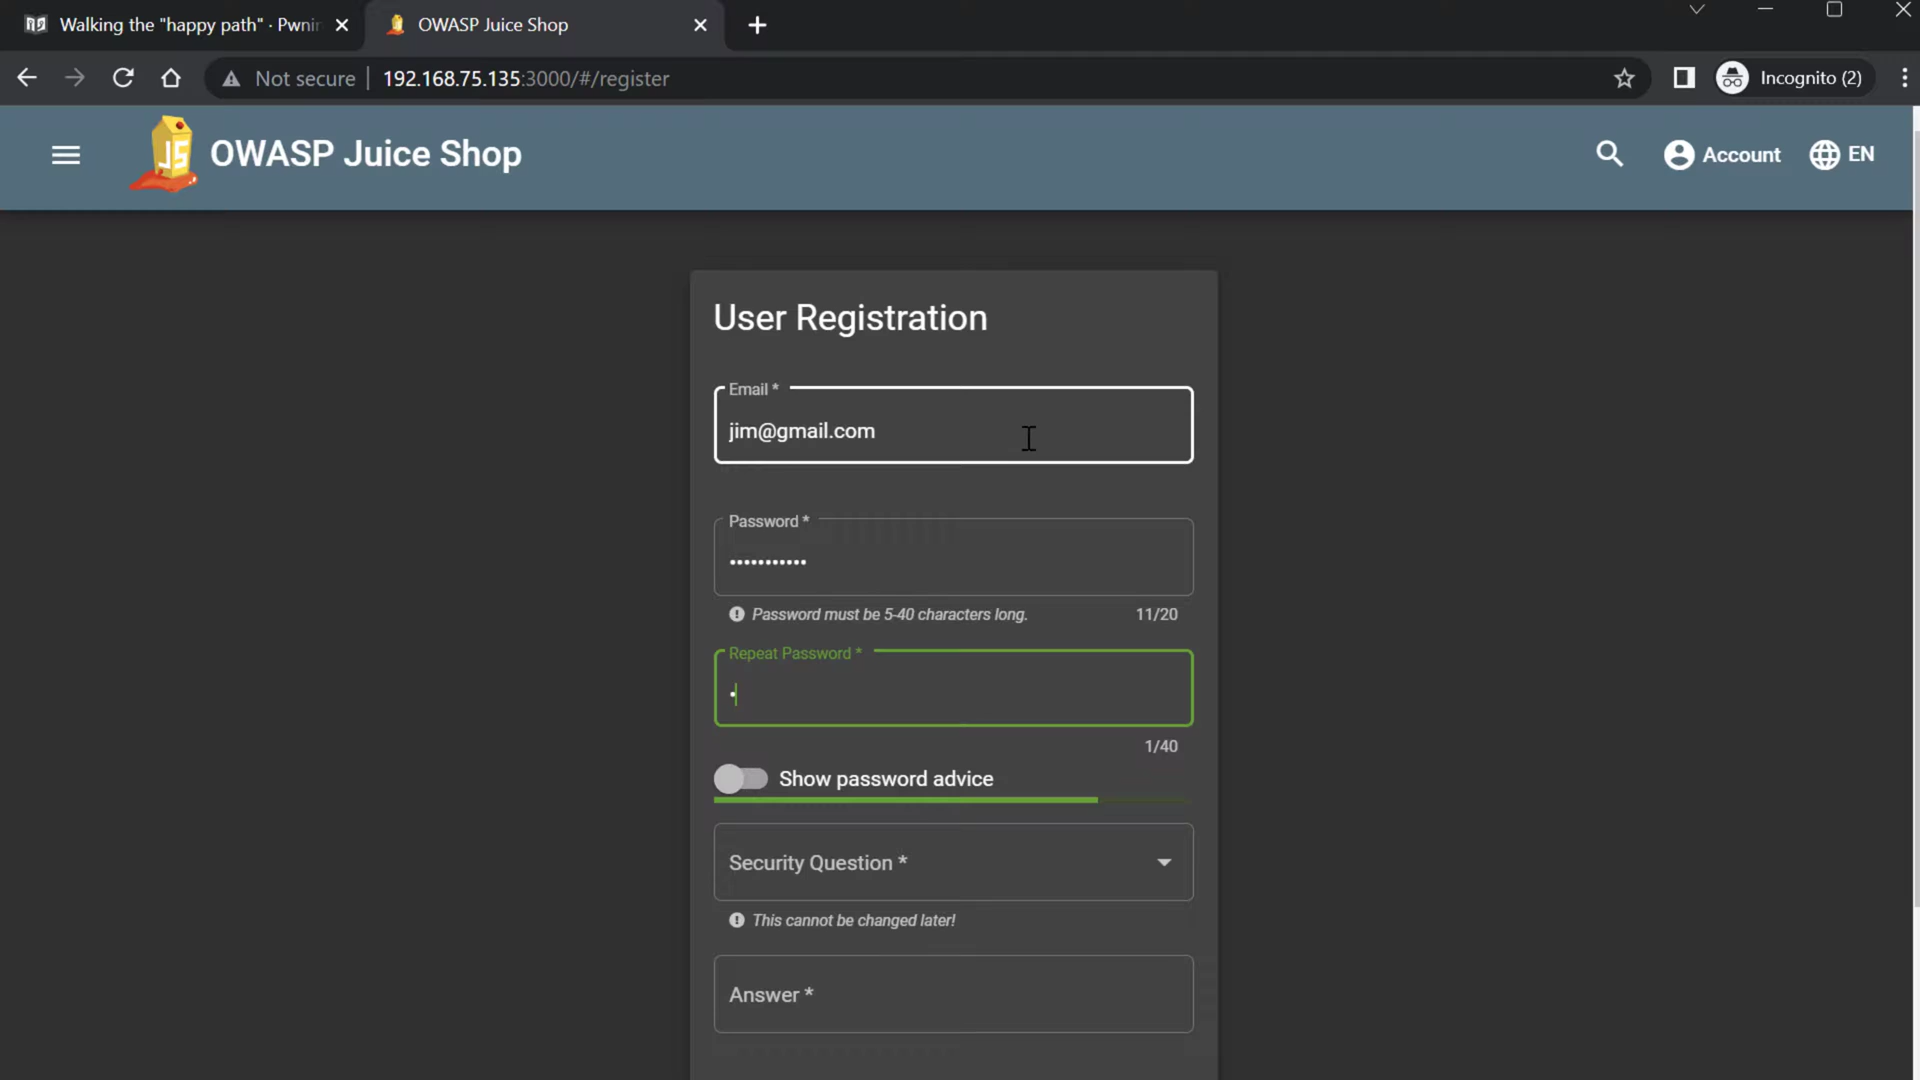 Walking the "happy path" · Pwnin
OWASP Juice Shop
Not secure
192.168.75.135:3000/#/register
Incognito (2)
JS
OWASP Juice Shop
Account
EN
User Registration
Email *
jim@gmail.com
Password *
•••••••••••
Password must be 5-40 characters long.
11/20
Repeat Password *
•
1/40
Show password advice
Security Question *
This cannot be changed later!
Answer *